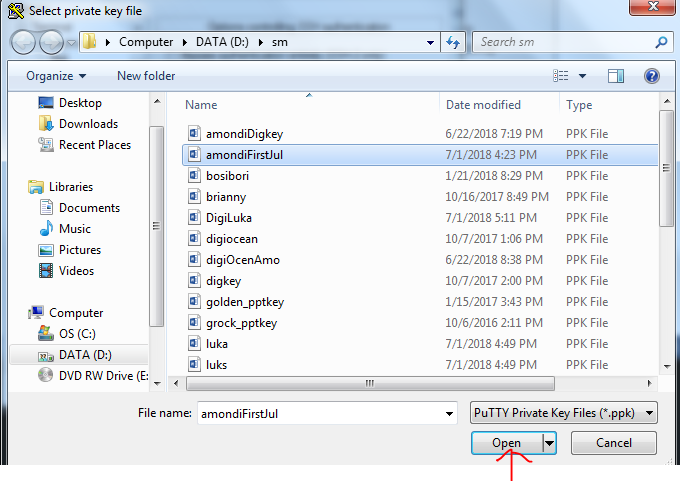 Select private key file
Computer DATA (D:) sm
Search sm
Organize New folder
Name Date modified Type
Desktop
Downloads
Recent Places
Libraries
Documents
Music
Pictures
Videos
Computer
OS (C:)
DATA (D:)
DVD RW Drive (E:
amondiDigkey 6/22/2018 7:19 PM PPK File
amondiFirstJul 7/1/2018 4:23 PM PPK File
bosibori 1/21/2018 8:29 PM PPK File
brianny 10/16/2017 8:49 PM PPK File
DigiLuka 7/1/2018 5:11 PM PPK File
digiocean 10/7/2017 1:06 PM PPK File
digiOcenAmo 6/22/2018 8:38 PM PPK File
digkey 10/7/2017 2:00 PM PPK File
golden_pptkey 1/15/2017 3:43 PM PPK File
grock_pptkey 10/6/2016 2:11 PM PPK File
luka 7/1/2018 4:49 PM PPK File
luks 7/1/2018 4:49 PM PPK File
File name: amondiFirstJul PuTTY Private Key Files (*.ppk)
Open Cancel